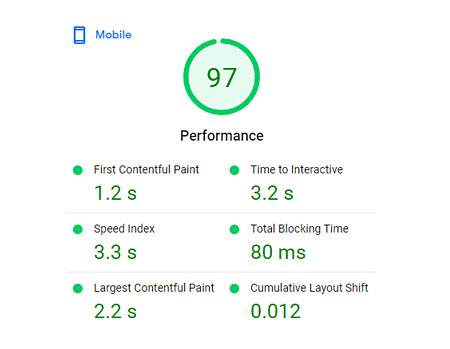 Mobile
97
Performance
First Contentful Paint
1.2 s
Time to Interactive
3.2 s
Speed Index
3.3 s
Total Blocking Time
80 ms
Largest Contentful Paint
2.2 s
Cumulative Layout Shift
0.012